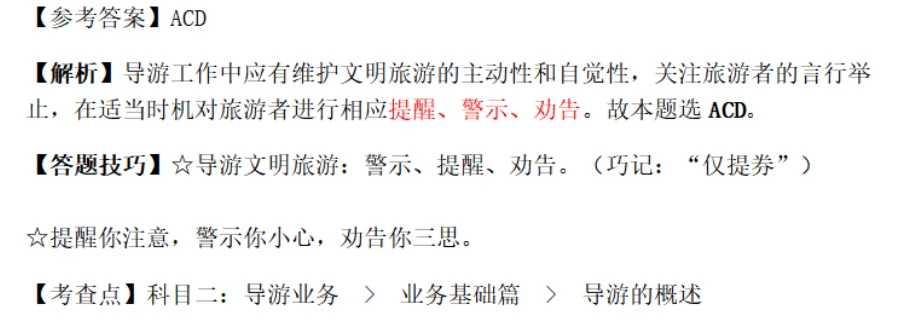 【参考答案】ACD
【解析】导游工作中应有维护文明旅游的主动性和自觉性，关注旅游者的言行举
止，在适当时机对旅游者进行相应提醒、警示、劝告。故本题选 ACD。
【答题技巧】☆导游文明旅游：警示、提醒、劝告。（巧记：“仅提券”）
☆提醒你注意，警示你小心，劝告你三思。
【考查点】科目二：导游业务 > 业务基础篇 > 导游的概述